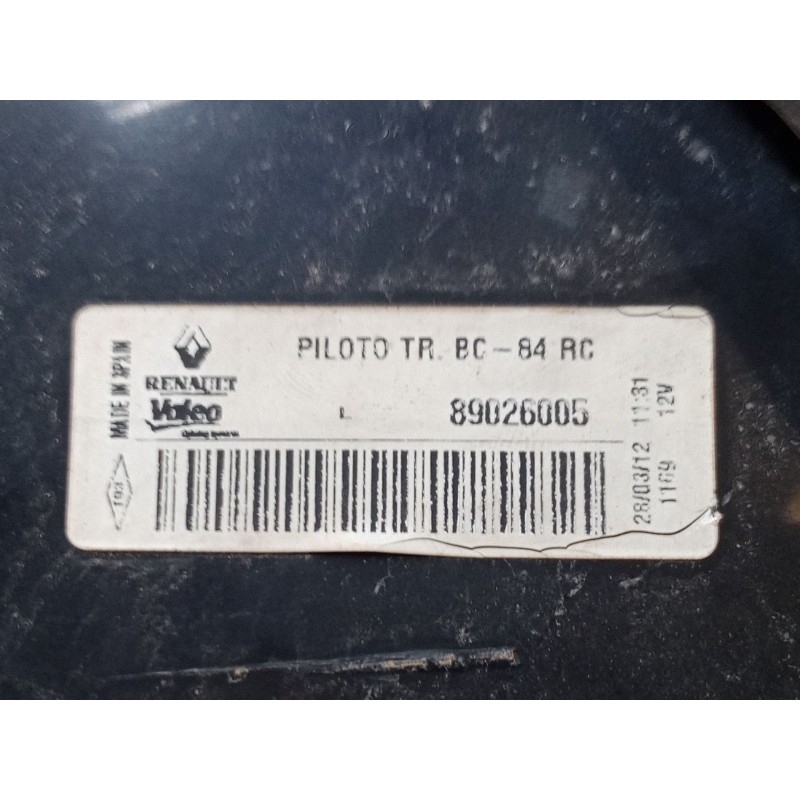 MADE IN SPAIN
RENAULT
PILOTO TR. BC-84 RC
Valeo
L
89026005
28/03/12 11:31
1169 12V